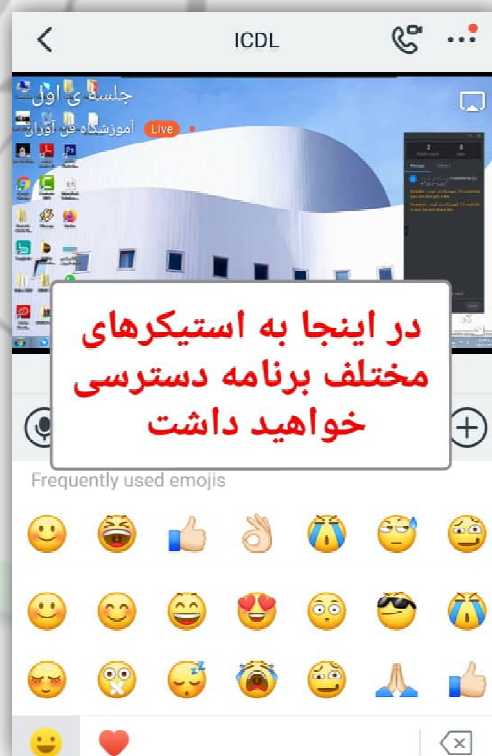 ICDL
جلسه ی اول
آموزشگاه فن آوران
Live
در اینجا به استیکرهای
مختلف برنامه دسترسی
خواهید داشت
Frequently used emojis